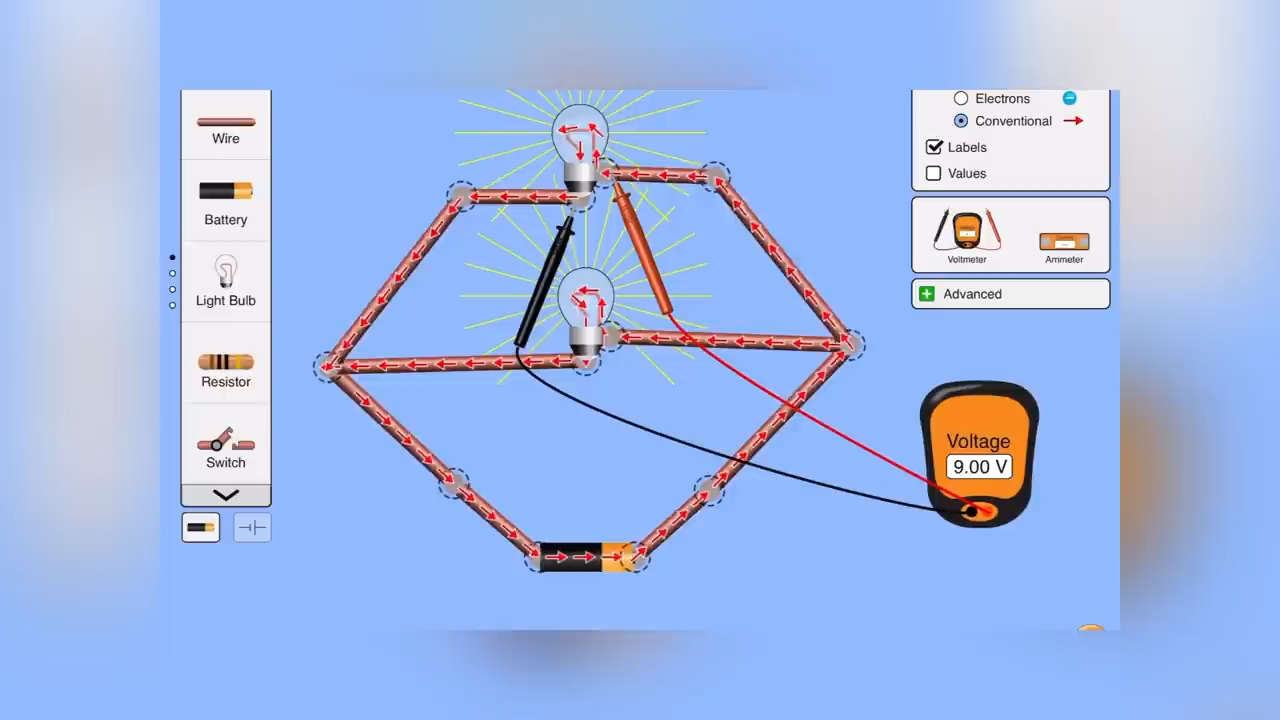 Wire
Battery
Light Bulb
Resistor
Switch
Electrons
Conventional
Labels
Values
Voltmeter
Ammeter
Advanced
Voltage
9.00 V